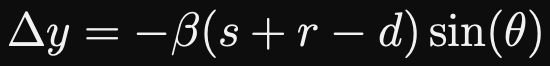 Δy = −β(s + r − d) sin(θ)